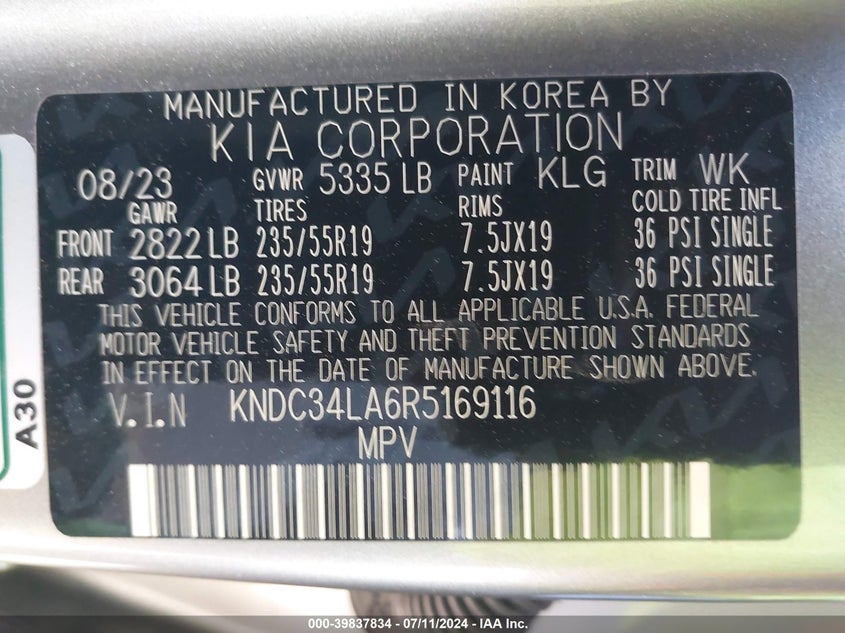 MANUFACTURED IN KOREA BY
KIA CORPORATION
08/23 GVWR 5335 LB PAINT KLG TRIM WK
GAWR TIRES RIMS COLD TIRE INFL
FRONT 2822 LB 235/55R19 7.5JX19 36 PSI SINGLE
REAR 3064 LB 235/55R19 7.5JX19 36 PSI SINGLE
THIS VEHICLE CONFORMS TO ALL APPLICABLE U.S.A. FEDERAL
MOTOR VEHICLE SAFETY AND THEFT PREVENTION STANDARDS
IN EFFECT ON THE DATE OF MANUFACTURE SHOWN ABOVE.
V.I.N KNDC34LA6R5169116
MPV
A30
000-39837834 - 07/11/2024 - IAA Inc.